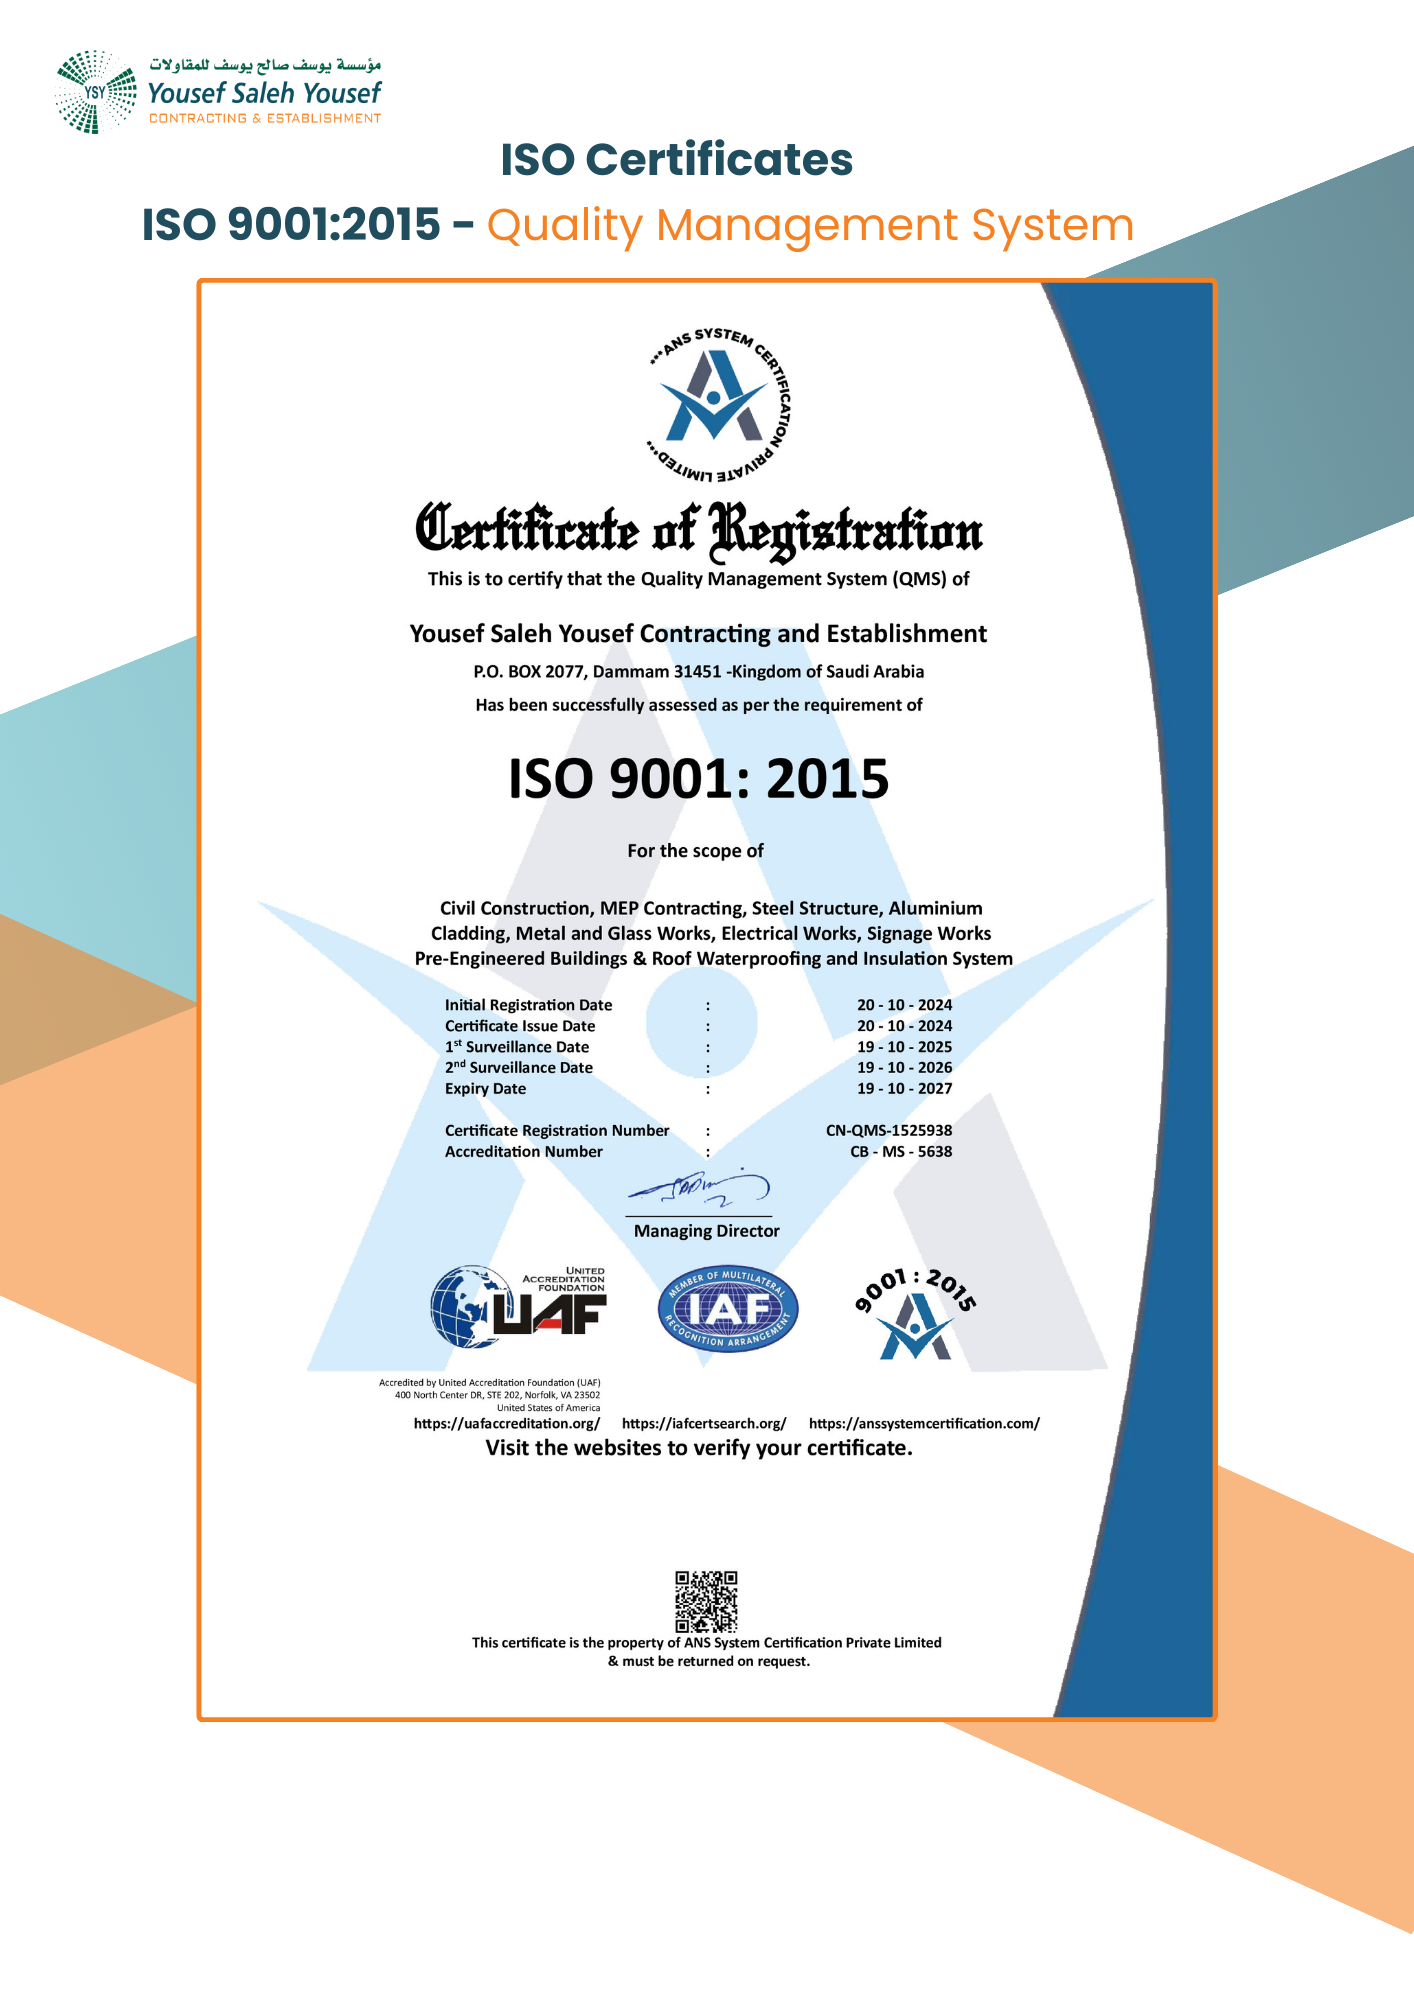 مؤسسة يوسف صالح يوسف للمقاولات
YSY
Yousef Saleh Yousef
CONTRACTING & ESTABLISHMENT
ISO Certificates
ISO 9001:2015 - Quality Management System
***ANS SYSTEM CERTIFICATION PRIVATE LIMITED***
Certificate of Registration
This is to certify that the Quality Management System (QMS) of
Yousef Saleh Yousef Contracting and Establishment
P.O. BOX 2077, Dammam 31451 -Kingdom of Saudi Arabia
Has been successfully assessed as per the requirement of
ISO 9001: 2015
For the scope of
Civil Construction, MEP Contracting, Steel Structure, Aluminium
Cladding, Metal and Glass Works, Electrical Works, Signage Works
Pre-Engineered Buildings & Roof Waterproofing and Insulation System
Initial Registration Date : 20 - 10 - 2024
Certificate Issue Date : 20 - 10 - 2024
1st Surveillance Date : 19 - 10 - 2025
2nd Surveillance Date : 19 - 10 - 2026
Expiry Date : 19 - 10 - 2027
Certificate Registration Number : CN-QMS-1525938
Accreditation Number : CB - MS - 5638
Managing Director
UNITED
ACCREDITATION
FOUNDATION
UAF
MEMBER OF MULTILATERAL
IAF
RECOGNITION ARRANGEMENT
9001 : 2015
Accredited by United Accreditation Foundation (UAF)
400 North Center DR, STE 202, Norfolk, VA 23502
United States of America
https://uafaccreditation.org/ https://iafcertsearch.org/ https://anssystemcertification.com/
Visit the websites to verify your certificate.
This certificate is the property of ANS System Certification Private Limited
& must be returned on request.